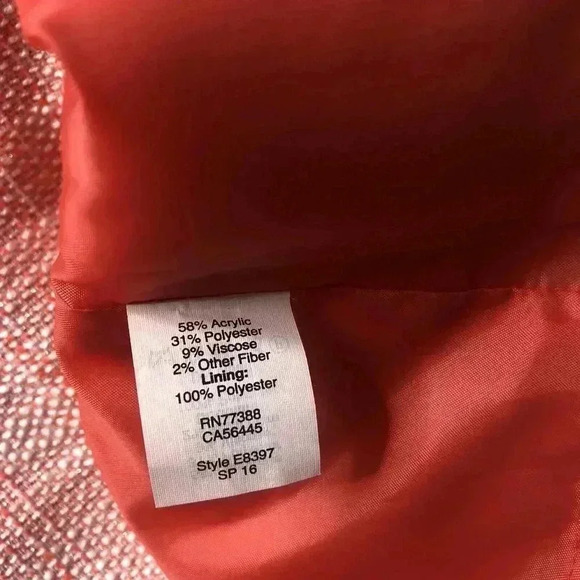 58% Acrylic
31% Polyester
9% Viscose
2% Other Fiber
Lining:
100% Polyester
RN77388
CA56445
Style E8397
SP 16